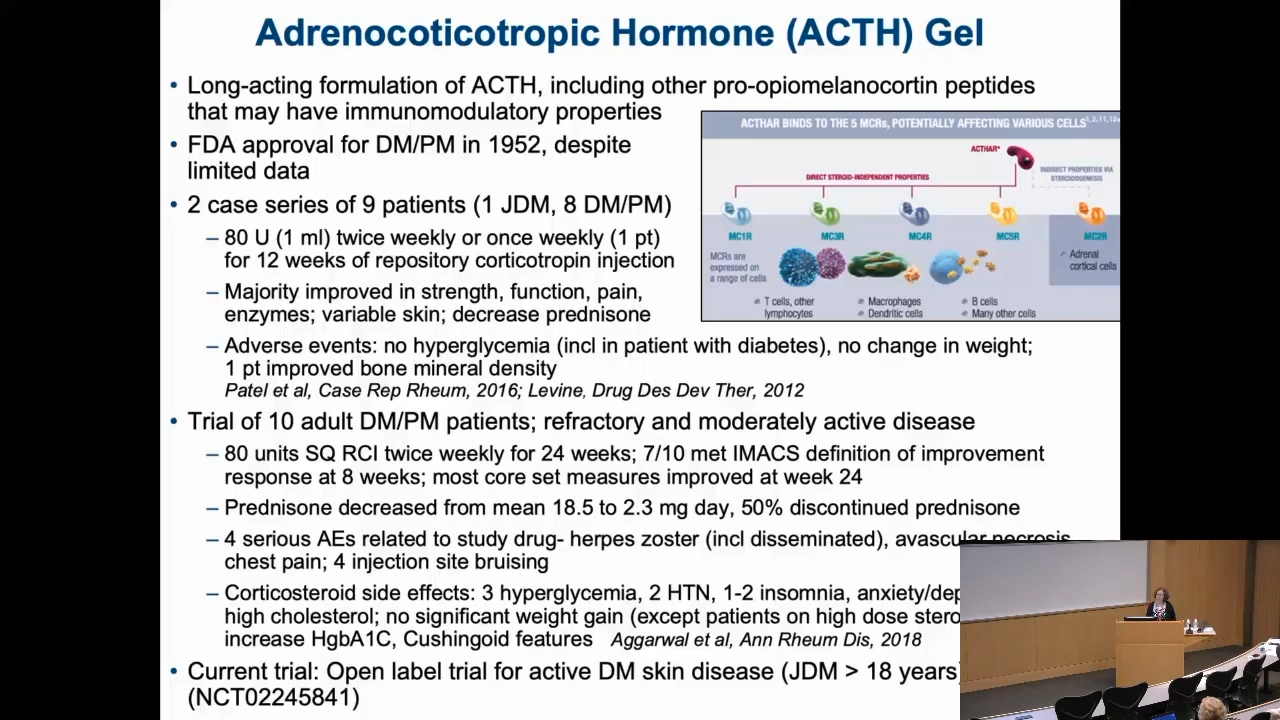 Adrenocoticotropic Hormone (ACTH) Gel
• Long-acting formulation of ACTH, including other pro-opiomelanocortin peptides
that may have immunomodulatory properties
• FDA approval for DM/PM in 1952, despite
limited data
• 2 case series of 9 patients (1 JDM, 8 DM/PM)
– 80 U (1 ml) twice weekly or once weekly (1 pt)
for 12 weeks of repository corticotropin injection
– Majority improved in strength, function, pain,
enzymes; variable skin; decrease prednisone
– Adverse events: no hyperglycemia (incl in patient with diabetes), no change in weight;
1 pt improved bone mineral density
Patel et al, Case Rep Rheum, 2016; Levine, Drug Des Dev Ther, 2012
ACTHAR BINDS TO THE 5 MCRs, POTENTIALLY AFFECTING VARIOUS CELLS
ACTHAR
DIRECT STEROID-INDEPENDENT PROPERTIES
INDIRECT PROPERTIES VIA
STEROIDOGENESIS
MC1R MC3R MC4R MC5R MC2R
MCRs are
expressed on
a range of cells
Adrenal
cortical cells
T cells, other
lymphocytes
Macrophages
Dendritic cells
B cells
Many other cells
• Trial of 10 adult DM/PM patients; refractory and moderately active disease
– 80 units SQ RCI twice weekly for 24 weeks; 7/10 met IMACS definition of improvement
response at 8 weeks; most core set measures improved at week 24
– Prednisone decreased from mean 18.5 to 2.3 mg day, 50% discontinued prednisone
– 4 serious AEs related to study drug- herpes zoster (incl disseminated), avascular necrosis
chest pain; 4 injection site bruising
– Corticosteroid side effects: 3 hyperglycemia, 2 HTN, 1-2 insomnia, anxiety/dep
high cholesterol; no significant weight gain (except patients on high dose stero
increase HgbA1C, Cushingoid features Aggarwal et al, Ann Rheum Dis, 2018
• Current trial: Open label trial for active DM skin disease (JDM > 18 years)
(NCT02245841)